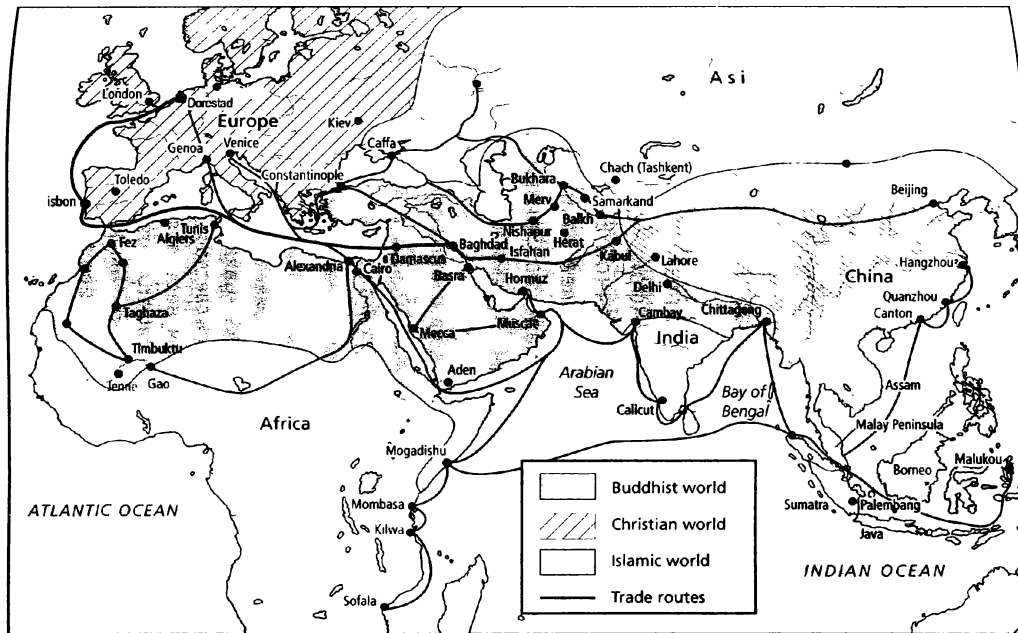 Asi
London
Dorestad
Europe
Kiev
Genoa
Venice
Caffa
Chach (Tashkent)
Toledo
Constantinople
Bukhara
Samarkand
Beijing
isbon
Merv
Balkh
Nishapur
Herat
Fez
Algiers
Tunis
Baghdad
Isfahan
Kabul
Lahore
Hangzhou
Alexandria
Cairo
Damascus
Basra
Hormuz
Delhi
China
Quanzhou
Taghaza
Mecca
Muscat
Cambay
Chittagong
Canton
India
Timbuktu
Jenne
Gao
Aden
Arabian
Sea
Calicut
Bay of
Bengal
Assam
Africa
Malay Peninsula
Mogadishu
Borneo
Malukou
ATLANTIC OCEAN
Mombasa
Kilwa
Sofala
Sumatra
Palembang
Java
INDIAN OCEAN
Buddhist world
Christian world
Islamic world
Trade routes